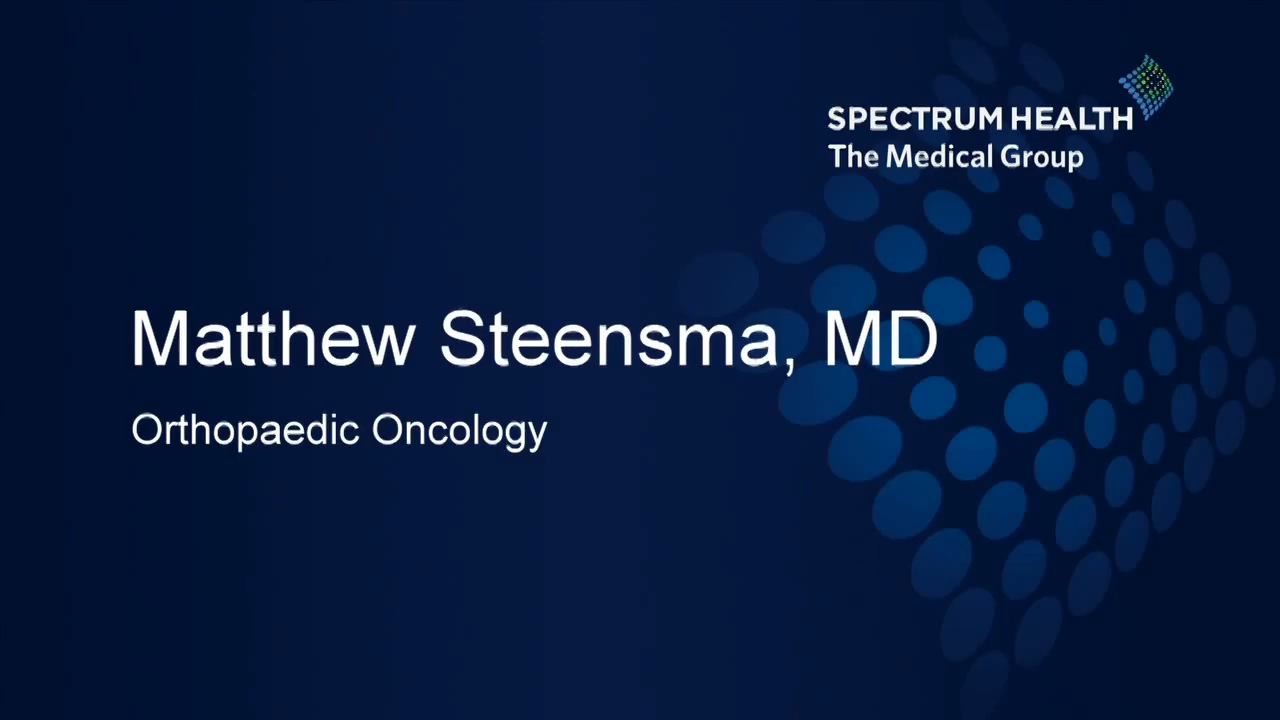 SPECTRUM HEALTH
The Medical Group
Matthew Steensma, MD
Orthopaedic Oncology